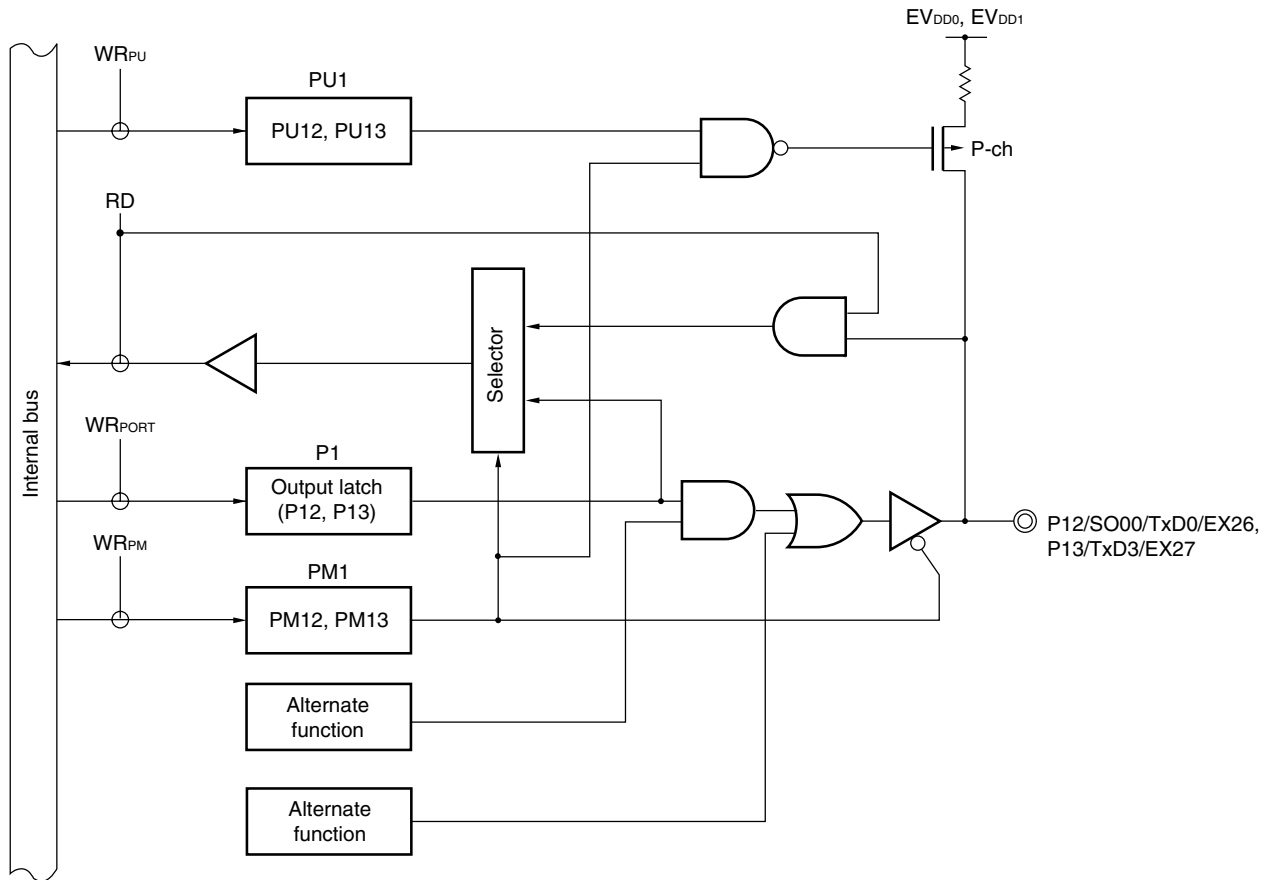 EVDD0, EVDD1
WRPU
PU1
PU12, PU13
P-ch
RD
Selector
Internal bus
WRPORT
P1
Output latch
(P12, P13)
P12/SO00/TxD0/EX26,
P13/TxD3/EX27
WRPM
PM1
PM12, PM13
Alternate
function
Alternate
function